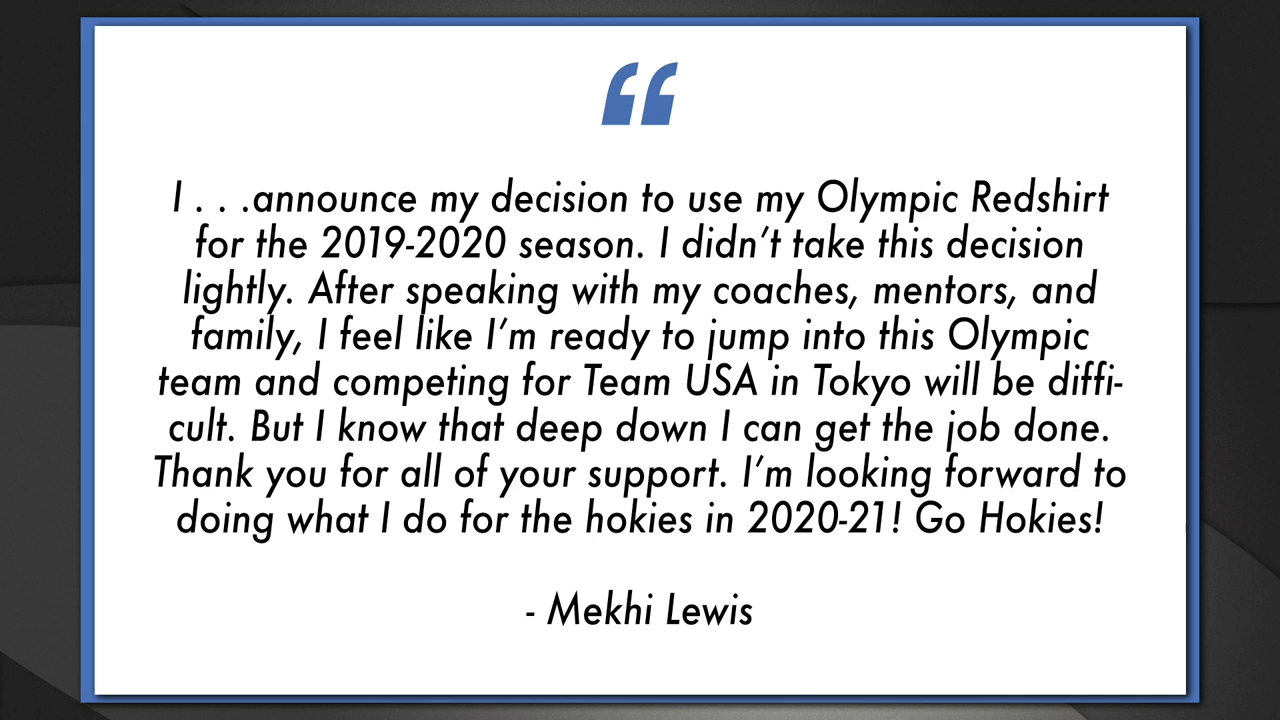 “
I . . .announce my decision to use my Olympic Redshirt
for the 2019-2020 season. I didn’t take this decision
lightly. After speaking with my coaches, mentors, and
family, I feel like I’m ready to jump into this Olympic
team and competing for Team USA in Tokyo will be diffi-
cult. But I know that deep down I can get the job done.
Thank you for all of your support. I’m looking forward to
doing what I do for the hokies in 2020-21! Go Hokies!
- Mekhi Lewis